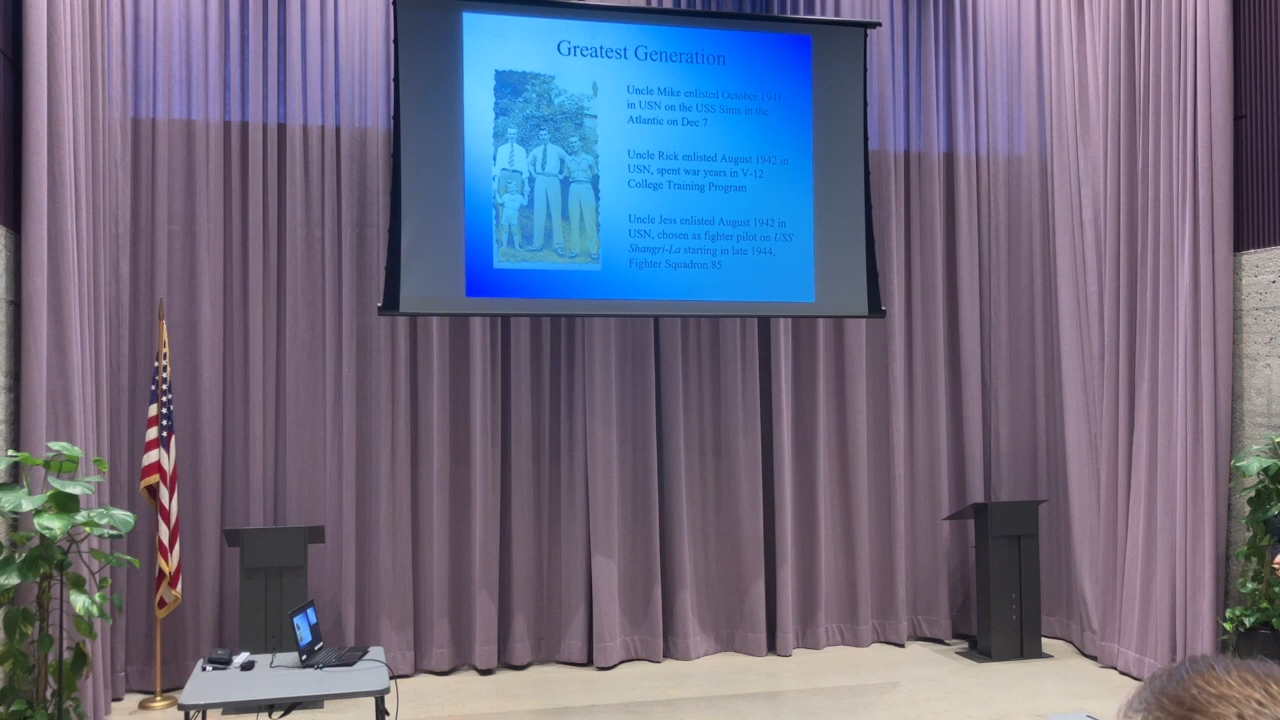 Greatest Generation
Uncle Mike enlisted October 1941
in USN on the USS Sims in the
Atlantic on Dec 7
Uncle Rick enlisted August 1942 in
USN, spent war years in V-12
College Training Program
Uncle Jess enlisted August 1942 in
USN, chosen as fighter pilot on USS
Shangri-La starting in late 1944,
Fighter Squadron 85